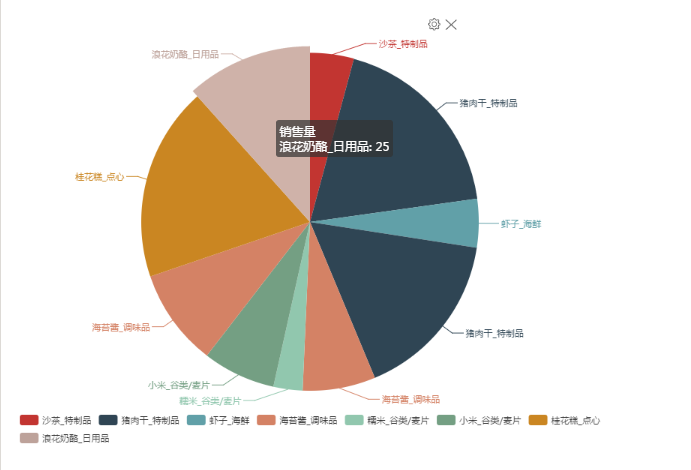 沙茶_特制品
浪花奶酪_日用品
猪肉干_特制品
销售量
浪花奶酪_日用品: 25
桂花糕_点心
虾子_海鲜
海苔酱_调味品
猪肉干_特制品
小米_谷类/麦片
糯米_谷类/麦片
海苔酱_调味品
沙茶_特制品 猪肉干_特制品 虾子_海鲜 海苔酱_调味品 糯米_谷类/麦片 小米_谷类/麦片 桂花糕_点心
浪花奶酪_日用品